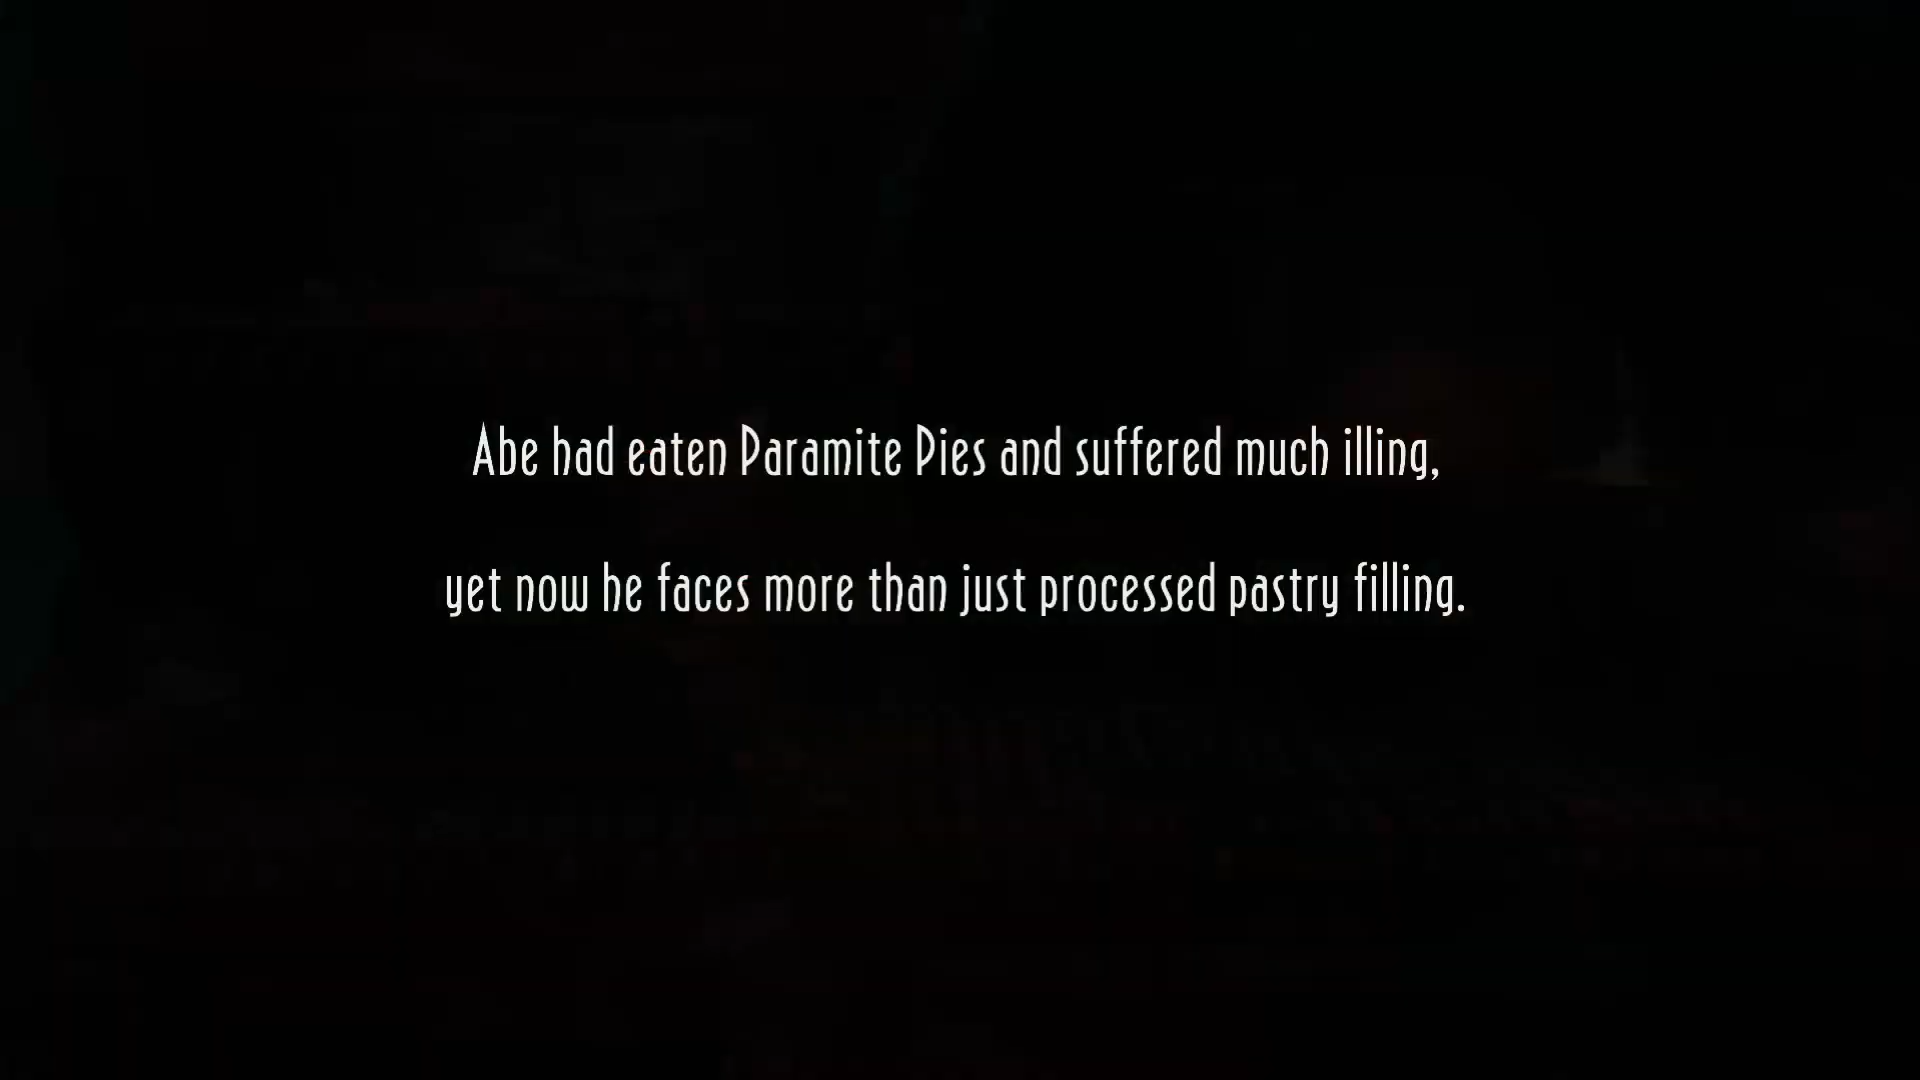 Abe had eaten Paramite Pies and suffered much illing,
yet now he faces more than just processed pastry filling.